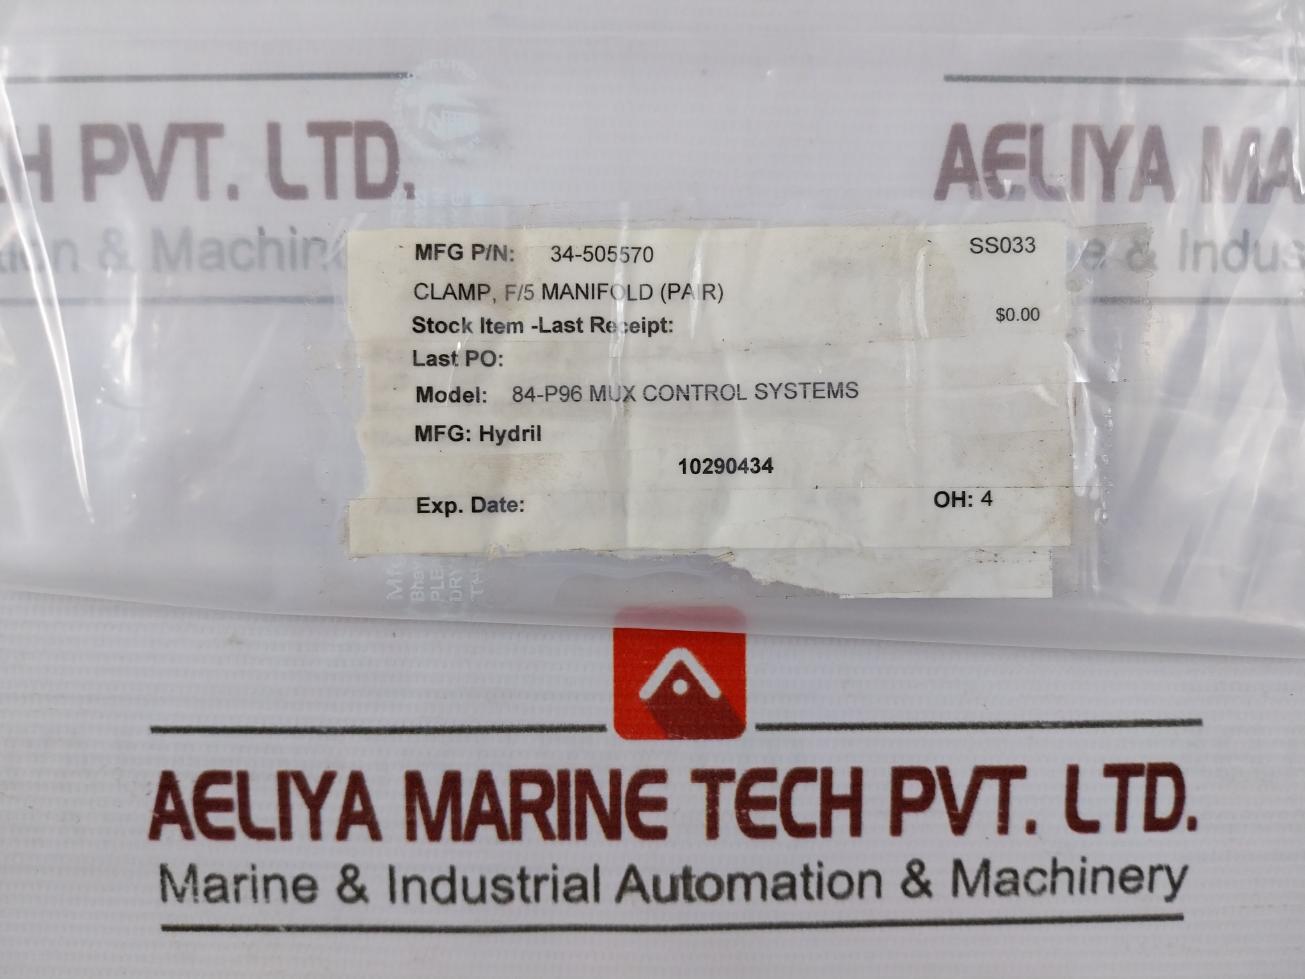 CH PVT. LTD.
AELIYA MA
tion & Machin
e & Indus
MFG P/N: 34-505570 SS033
CLAMP, F/5 MANIFOLD (PAIR)
Stock Item -Last Receipt: $0.00
Last PO:
Model: 84-P96 MUX CONTROL SYSTEMS
MFG: Hydril
10290434
Exp. Date: OH: 4
AELIYA MARINE TECH PVT. LTD.
Marine & Industrial Automation & Machinery